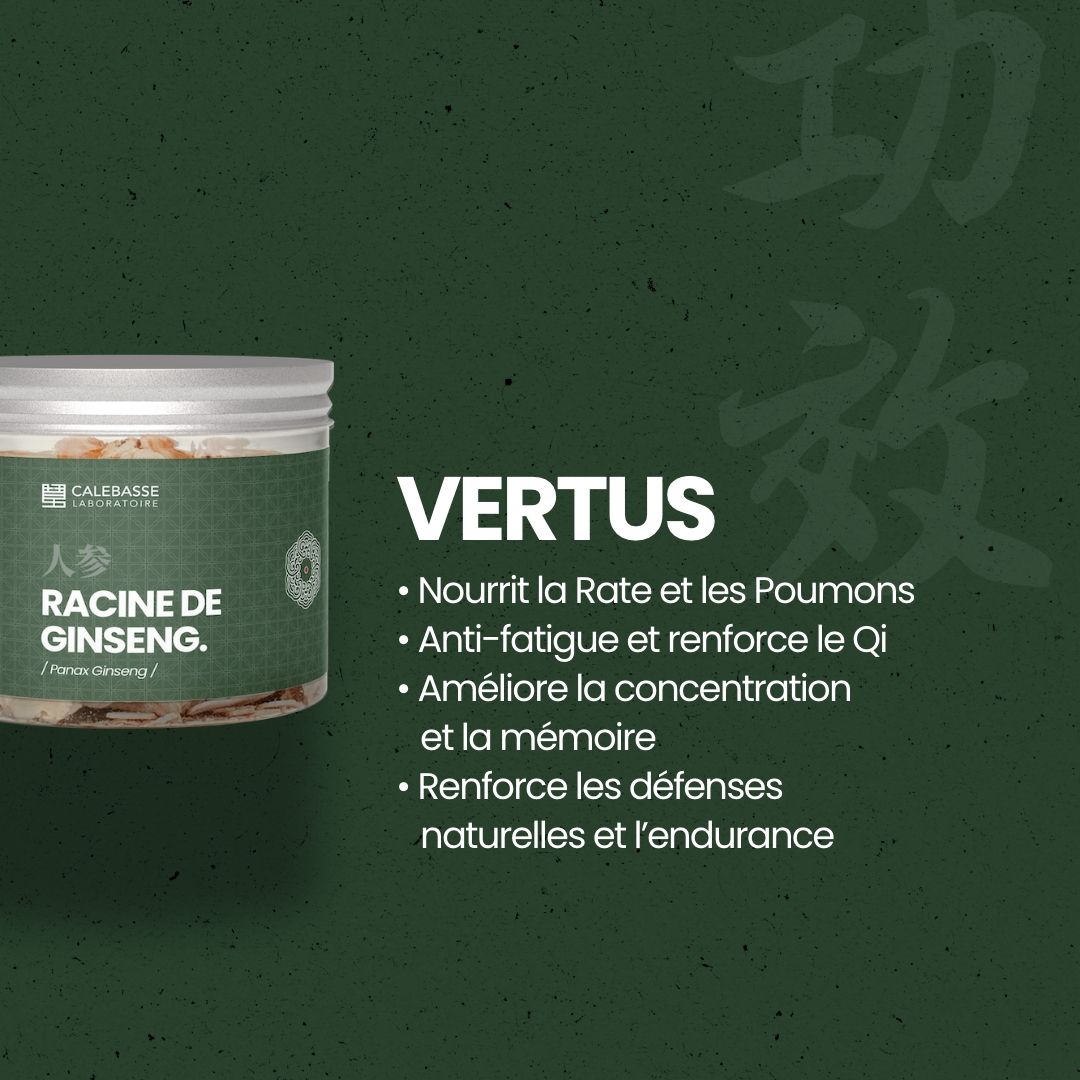 功
效
CALEBASSE
LABORATOIRE
人参
RACINE DE
GINSENG.
/ Panax Ginseng /
VERTUS
• Nourrit la Rate et les Poumons
• Anti-fatigue et renforce le Qi
• Améliore la concentration
et la mémoire
• Renforce les défenses
naturelles et l’endurance